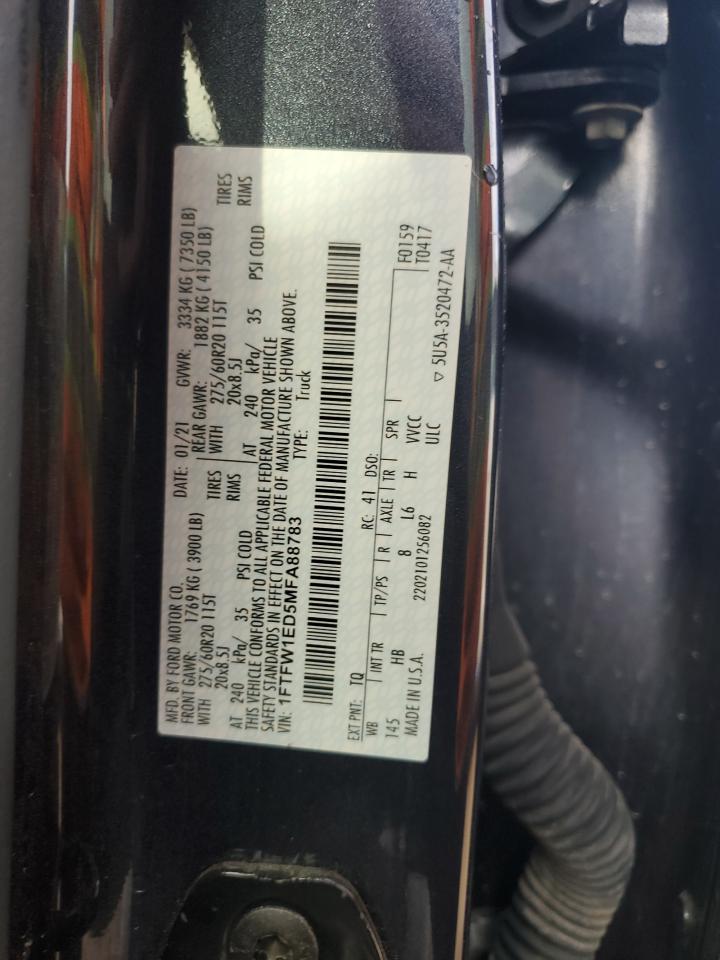 MFD. BY FORD MOTOR CO.
DATE: 01/21 GVWR: 3334 KG ( 7350 LB)
FRONT GAWR: 1769 KG ( 3900 LB) REAR GAWR: 1882 KG ( 4150 LB)
WITH 275/60R20 115T TIRES WITH 275/60R20 115T TIRES
20x8.5J RIMS 20x8.5J RIMS
AT 240 kPa/ 35 PSI COLD AT 240 kPa/ 35 PSI COLD
THIS VEHICLE CONFORMS TO ALL APPLICABLE FEDERAL MOTOR VEHICLE
SAFETY STANDARDS IN EFFECT ON THE DATE OF MANUFACTURE SHOWN ABOVE.
VIN: 1FTFW1ED5MFA88783 TYPE: Truck
EXT PNT: TQ RC: 41 DSO: F0159
WB INT TR TP/PS R AXLE TR SPR T0417
145 HB 8 L6 H VVCC
MADE IN U.S.A. 2202101256082 ULC ▽ 5U5A-3520472-AA